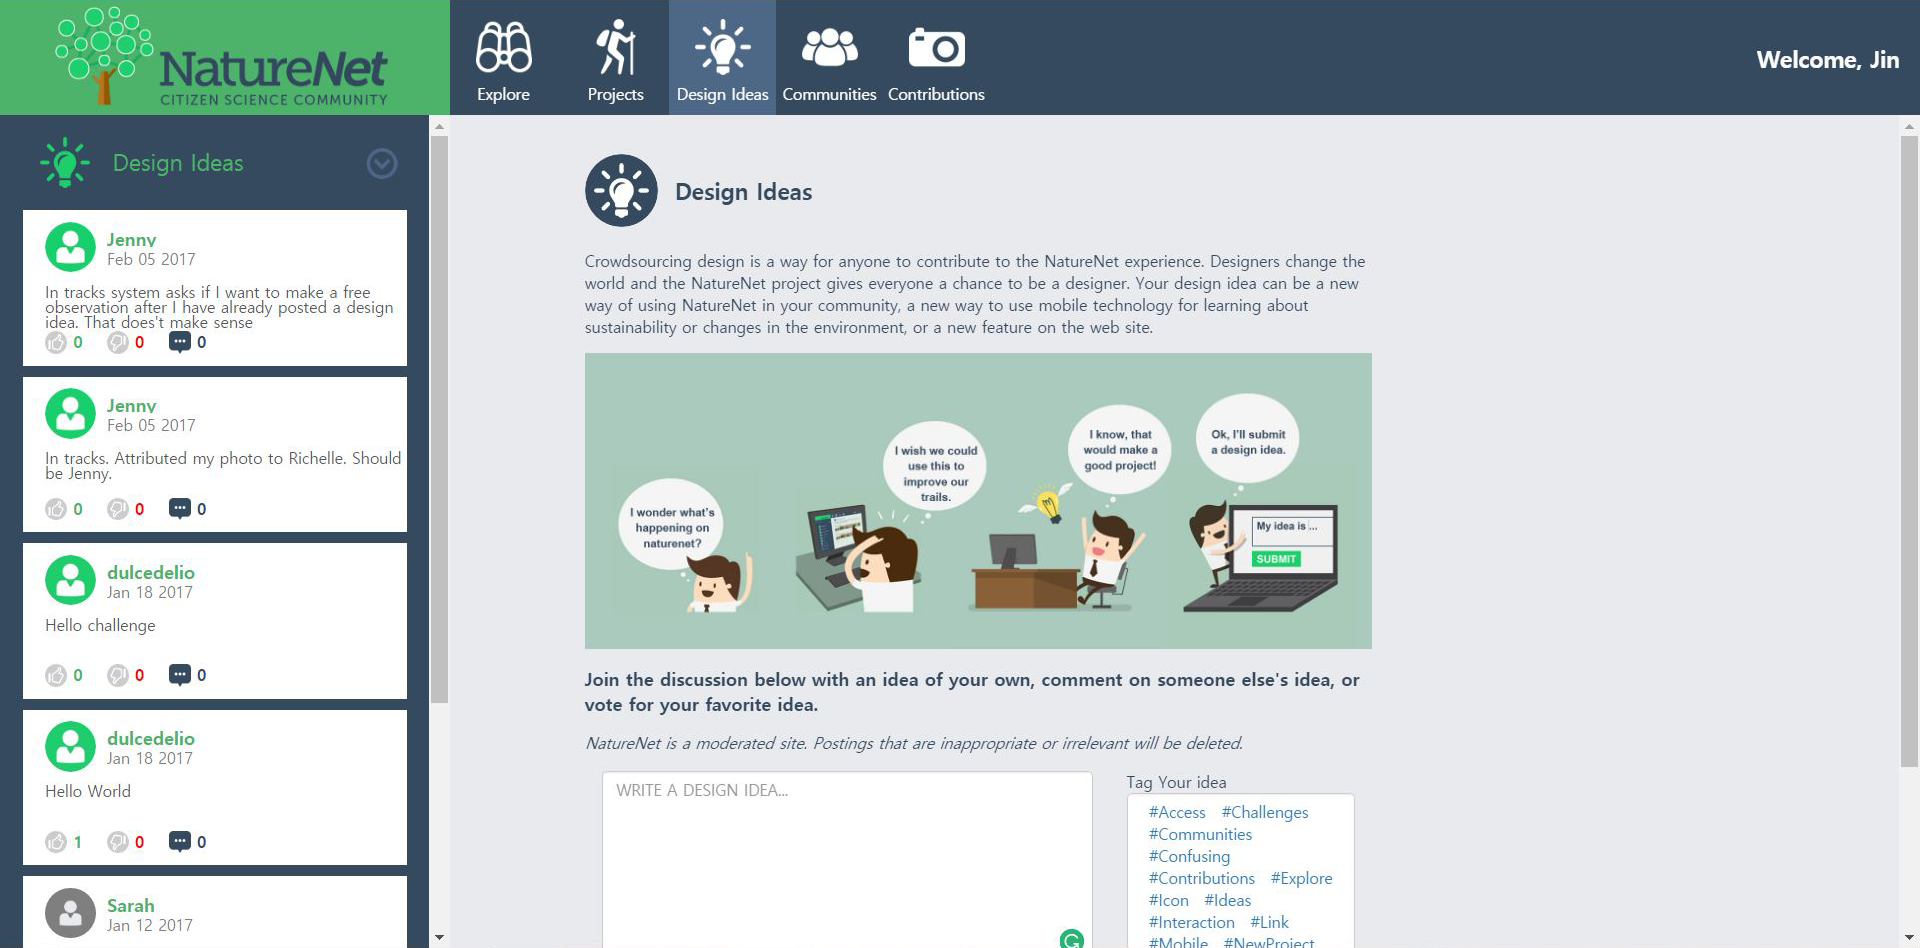 NatureNet
CITIZEN SCIENCE COMMUNITY
Explore
Projects
Design Ideas
Communities
Contributions
Welcome, Jin
Design Ideas
Jenny
Feb 05 2017
In tracks system asks if I want to make a free
observation after I have already posted a design
idea. That does't make sense
0 0 0
Jenny
Feb 05 2017
In tracks. Attributed my photo to Richelle. Should
be Jenny.
0 0 0
dulcedelio
Jan 18 2017
Hello challenge
0 0 0
dulcedelio
Jan 18 2017
Hello World
1 0 0
Sarah
Jan 12 2017
Design Ideas
Crowdsourcing design is a way for anyone to contribute to the NatureNet experience. Designers change the
world and the NatureNet project gives everyone a chance to be a designer. Your design idea can be a new
way of using NatureNet in your community, a new way to use mobile technology for learning about
sustainability or changes in the environment, or a new feature on the web site.
I wonder what's
happening on
naturenet?
I wish we could
use this to
improve our
trails.
I know, that
would make a
good project!
Ok, I'll submit
a design idea.
My idea is ...
SUBMIT
Join the discussion below with an idea of your own, comment on someone else's idea, or
vote for your favorite idea.
NatureNet is a moderated site. Postings that are inappropriate or irrelevant will be deleted.
WRITE A DESIGN IDEA...
Tag Your idea
#Access #Challenges
#Communities
#Confusing
#Contributions #Explore
#Icon #Ideas
#Interaction #Link
#Mobile #NewProject